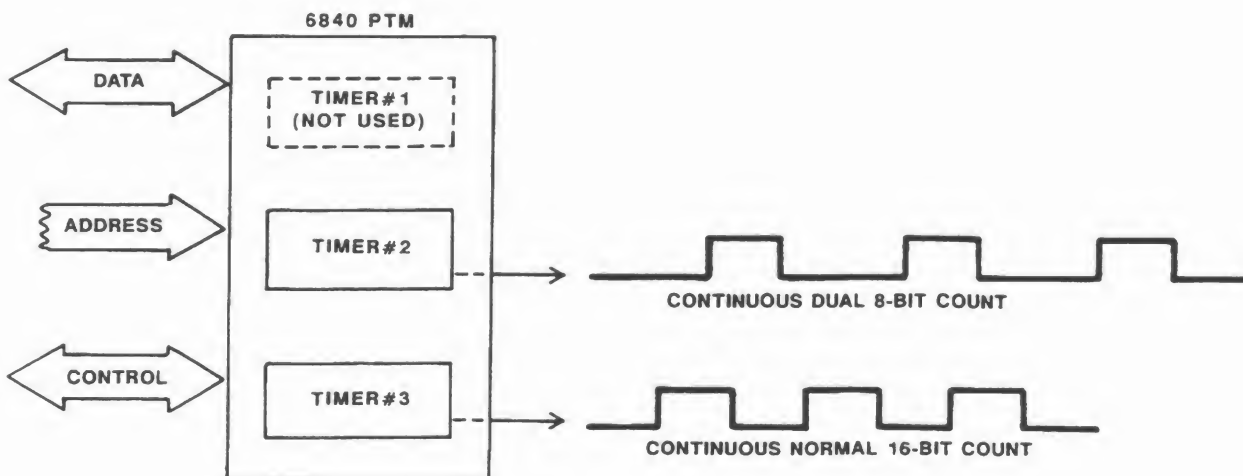 6840 PTM
DATA
TIMER#1
(NOT USED)
ADDRESS
TIMER#2
CONTINUOUS DUAL 8-BIT COUNT
CONTROL
TIMER#3
CONTINUOUS NORMAL 16-BIT COUNT